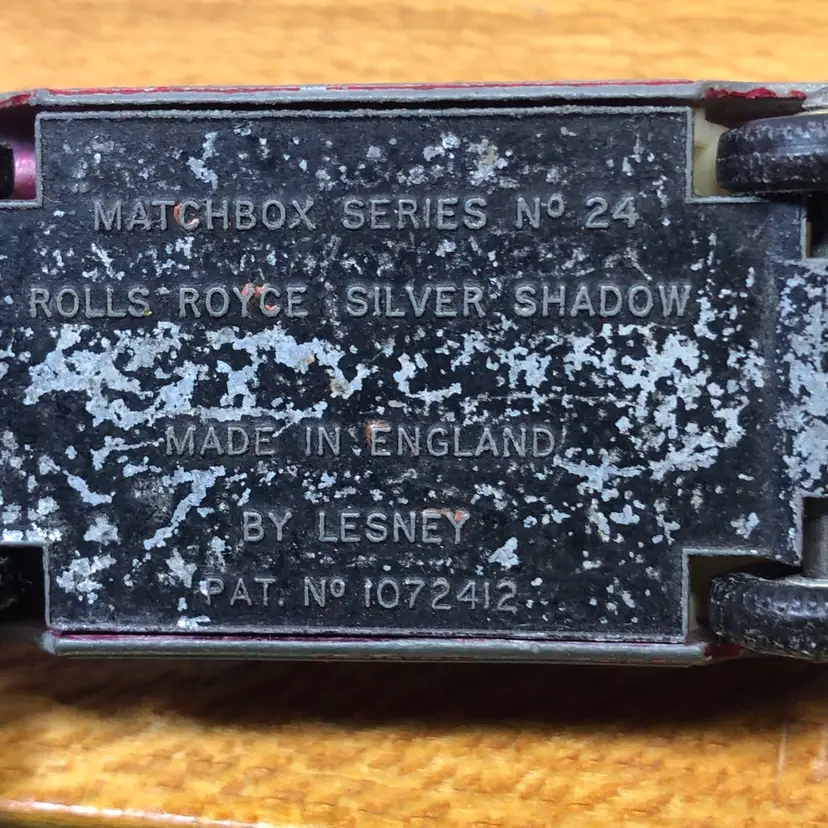 MATCHBOX SERIES Nº 24
ROLLS ROYCE SILVER SHADOW
MADE IN ENGLAND
BY LESNEY
PAT. Nº 1072412